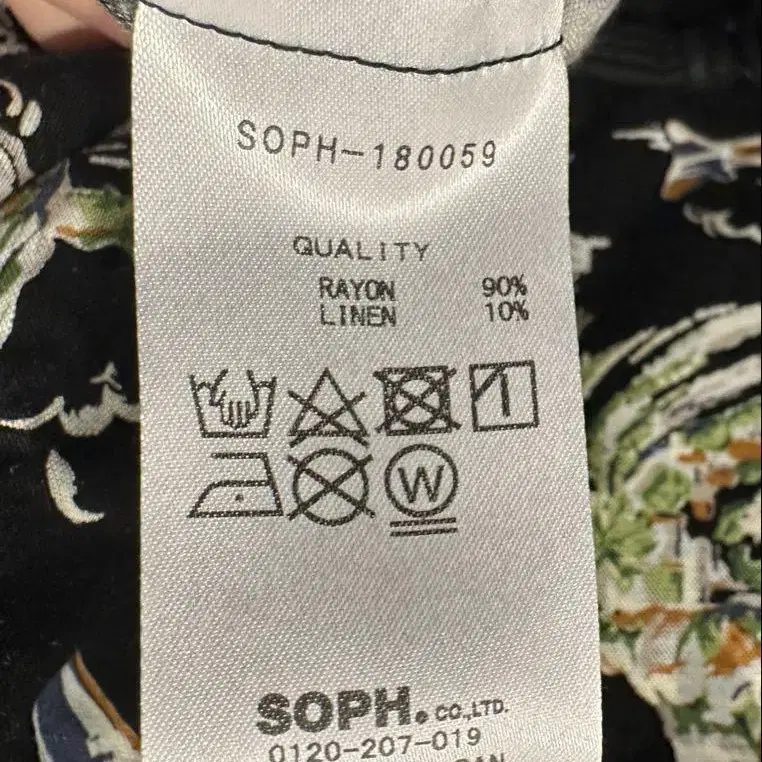 SOPH-180059
QUALITY
RAYON 90%
LINEN 10%
W
SOPH. CO.,LTD.
0120-207-019